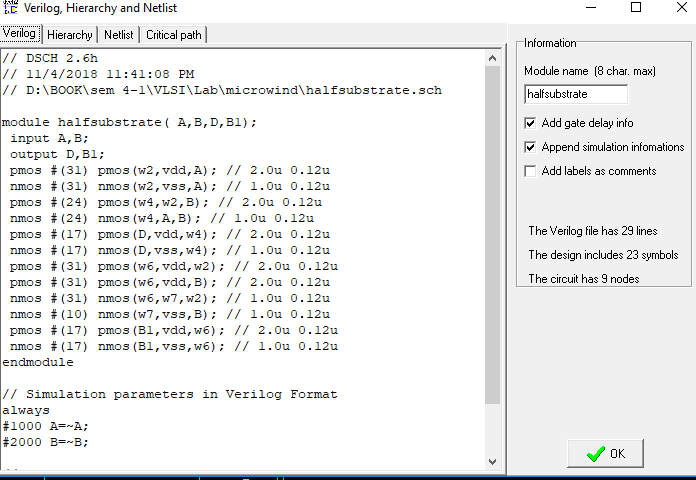 Verilog, Hierarchy and Netlist
Verilog Hierarchy Netlist Critical path
// DSCH 2.6h
// 11/4/2018 11:41:08 PM
// D:\BOOK\sem 4-1\VLSI\Lab\microwind\halfsubstrate.sch
module halfsubstrate( A,B,D,B1);
input A,B;
output D,B1;
pmos #(31) pmos(w2,vdd,A); // 2.0u 0.12u
nmos #(31) nmos(w2,vss,A); // 1.0u 0.12u
pmos #(24) pmos(w4,w2,B); // 2.0u 0.12u
nmos #(24) nmos(w4,A,B); // 1.0u 0.12u
pmos #(17) pmos(D,vdd,w4); // 2.0u 0.12u
nmos #(17) nmos(D,vss,w4); // 1.0u 0.12u
pmos #(31) pmos(w6,vdd,w2); // 2.0u 0.12u
pmos #(31) pmos(w6,vdd,B); // 2.0u 0.12u
nmos #(31) nmos(w6,w7,w2); // 1.0u 0.12u
nmos #(10) nmos(w7,vss,B); // 1.0u 0.12u
pmos #(17) pmos(B1,vdd,w6); // 2.0u 0.12u
nmos #(17) nmos(B1,vss,w6); // 1.0u 0.12u
endmodule
// Simulation parameters in Verilog Format
always
#1000 A=~A;
#2000 B=~B;
Information
Module name (8 char. max)
halfsubstrate
Add gate delay info
Append simulation infomations
Add labels as comments
The Verilog file has 29 lines
The design includes 23 symbols
The circuit has 9 nodes
OK